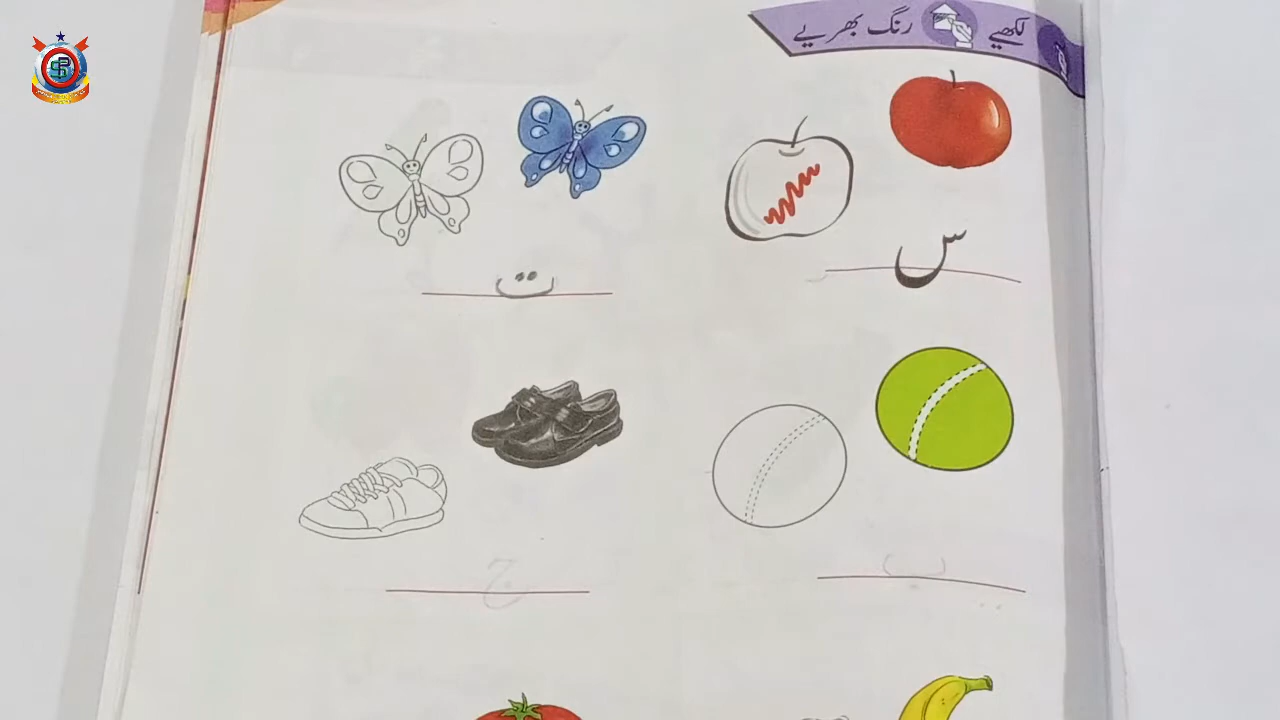 لکھیے رنگ بھریے
س
ت
ب
ج